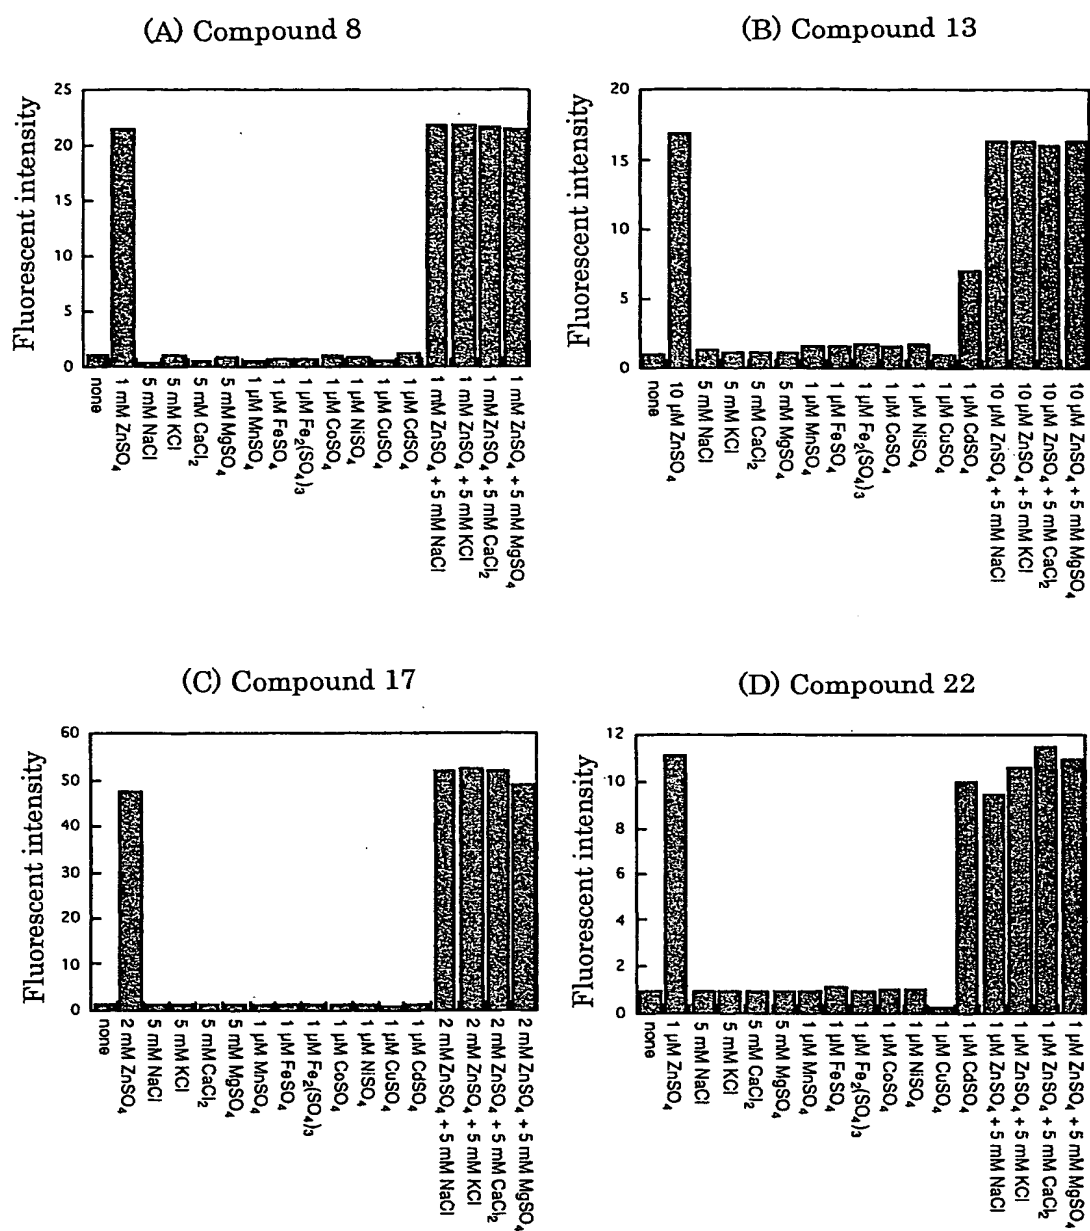 (A) Compound 8
Fluorescent intensity
25
20
15
10
5
0
none
1 mM ZnSO₄
5 mM NaCl
5 mM KCl
5 mM CaCl₂
5 mM MgSO₄
1 µM MnSO₄
1 µM FeSO₄
1 µM Fe₂(SO₄)₃
1 µM CoSO₄
1 µM NiSO₄
1 µM CuSO₄
1 µM CdSO₄
1 mM ZnSO₄ + 5 mM NaCl
1 mM ZnSO₄ + 5 mM KCl
1 mM ZnSO₄ + 5 mM CaCl₂
1 mM ZnSO₄ + 5 mM MgSO₄
(B) Compound 13
Fluorescent intensity
20
15
10
5
0
none
10 µM ZnSO₄
5 mM NaCl
5 mM KCl
5 mM CaCl₂
5 mM MgSO₄
1 µM MnSO₄
1 µM FeSO₄
1 µM Fe₂(SO₄)₃
1 µM CoSO₄
1 µM NiSO₄
1 µM CuSO₄
1 µM CdSO₄
10 µM ZnSO₄ + 5 mM NaCl
10 µM ZnSO₄ + 5 mM KCl
10 µM ZnSO₄ + 5 mM CaCl₂
10 µM ZnSO₄ + 5 mM MgSO₄
(C) Compound 17
Fluorescent intensity
60
50
40
30
20
10
0
none
2 mM ZnSO₄
5 mM NaCl
5 mM KCl
5 mM CaCl₂
5 mM MgSO₄
1 µM MnSO₄
1 µM FeSO₄
1 µM Fe₂(SO₄)₃
1 µM CoSO₄
1 µM NiSO₄
1 µM CuSO₄
1 µM CdSO₄
2 mM ZnSO₄ + 5 mM NaCl
2 mM ZnSO₄ + 5 mM KCl
2 mM ZnSO₄ + 5 mM CaCl₂
2 mM ZnSO₄ + 5 mM MgSO₄
(D) Compound 22
Fluorescent intensity
12
10
8
6
4
2
0
none
1 µM ZnSO₄
5 mM NaCl
5 mM KCl
5 mM CaCl₂
5 mM MgSO₄
1 µM MnSO₄
1 µM FeSO₄
1 µM Fe₂(SO₄)₃
1 µM CoSO₄
1 µM NiSO₄
1 µM CuSO₄
1 µM CdSO₄
1 µM ZnSO₄ + 5 mM NaCl
1 µM ZnSO₄ + 5 mM KCl
1 µM ZnSO₄ + 5 mM CaCl₂
1 µM ZnSO₄ + 5 mM MgSO₄